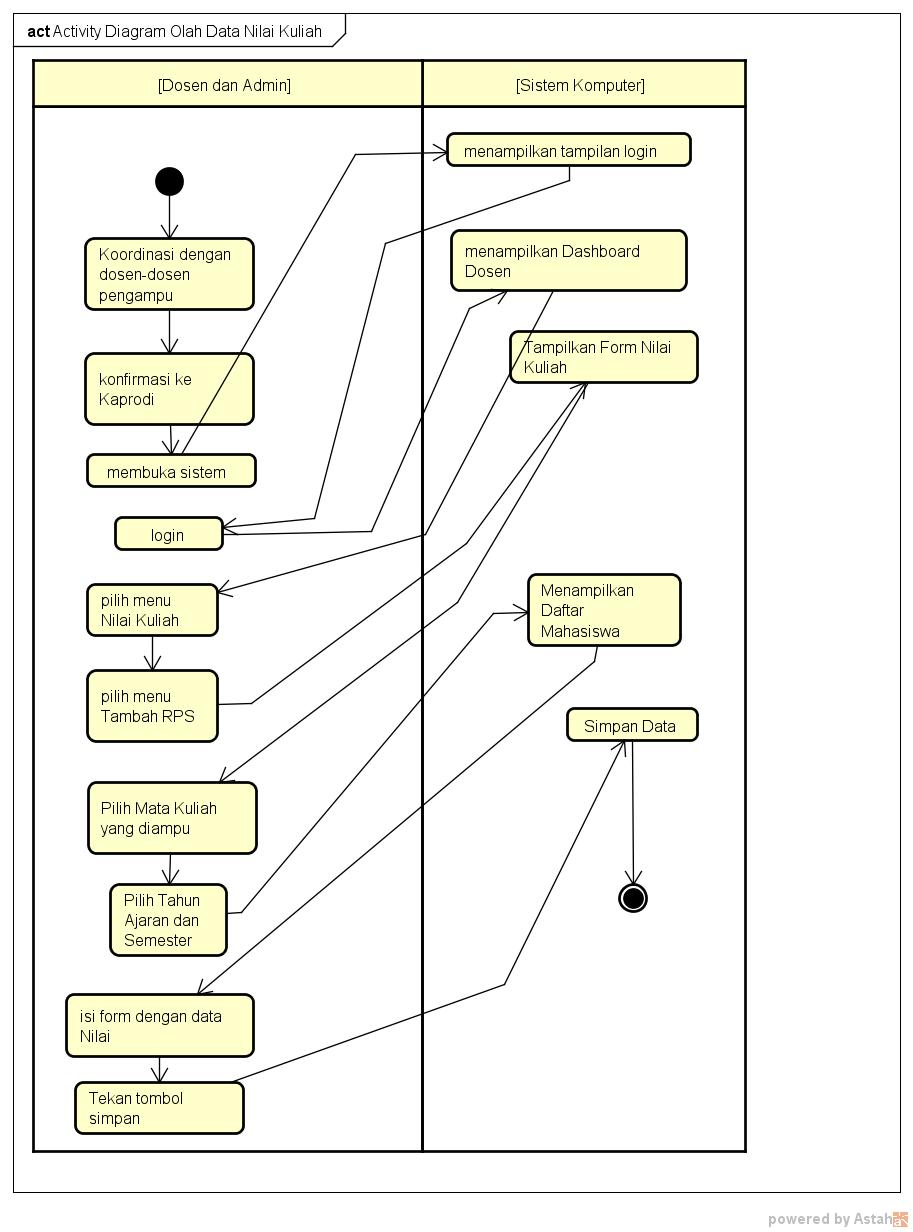 act Activity Diagram Olah Data Nilai Kuliah
[Dosen dan Admin]
[Sistem Komputer]
menampilkan tampilan login
Koordinasi dengan
dosen-dosen
pengampu
menampilkan Dashboard
Dosen
Tampilkan Form Nilai
Kuliah
konfirmasi ke
Kaprodi
membuka sistem
login
pilih menu
Nilai Kuliah
Menampilkan
Daftar
Mahasiswa
pilih menu
Tambah RPS
Simpan Data
Pilih Mata Kuliah
yang diampu
Pilih Tahun
Ajaran dan
Semester
isi form dengan data
Nilai
Tekan tombol
simpan
powered by Astah